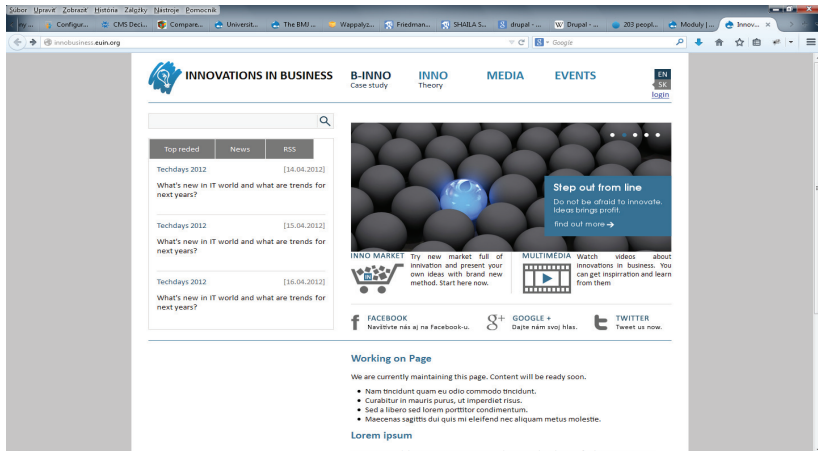 Súbor Upraviť Zobraziť História Záložky Nástroje Pomocník
ny ... Configur... CMS Deci... Compare... Universit... The BMJ ... Wappalyz... Friedman... SHAILA S... drupal - ... Drupal - ... 203 peopl... Moduly | ... Innov... ×
innobusiness.euin.org
Google
INNOVATIONS IN BUSINESS
B-INNO INNO MEDIA EVENTS
Case study Theory
EN
SK
login
Top reded News RSS
Techdays 2012 [14.04.2012]
What's new in IT world and what are trends for
next years?
Techdays 2012 [15.04.2012]
What's new in IT world and what are trends for
next years?
Techdays 2012 [16.04.2012]
What's new in IT world and what are trends for
next years?
Step out from line
Do not be afraid to innovate.
Ideas brings profit.
find out more →
INNO MARKET
IN
Try new market full of
innivation and present your
own ideas with brand new
method. Start here now.
MULTIMÉDIA
Watch videos about
innovations in business. You
can get inspirration and learn
from them
FACEBOOK
Navštívte nás aj na Facebook-u.
GOOGLE +
Dajte nám svoj hlas.
TWITTER
Tweet us now.
Working on Page
We are currently maintaining this page. Content will be ready soon.
• Nam tincidunt quam eu odio commodo tincidunt.
• Curabitur in mauris purus, ut imperdiet risus.
• Sed a libero sed lorem porttitor condimentum.
• Maecenas sagittis dui quis mi eleifend nec aliquam metus molestie.
Lorem ipsum